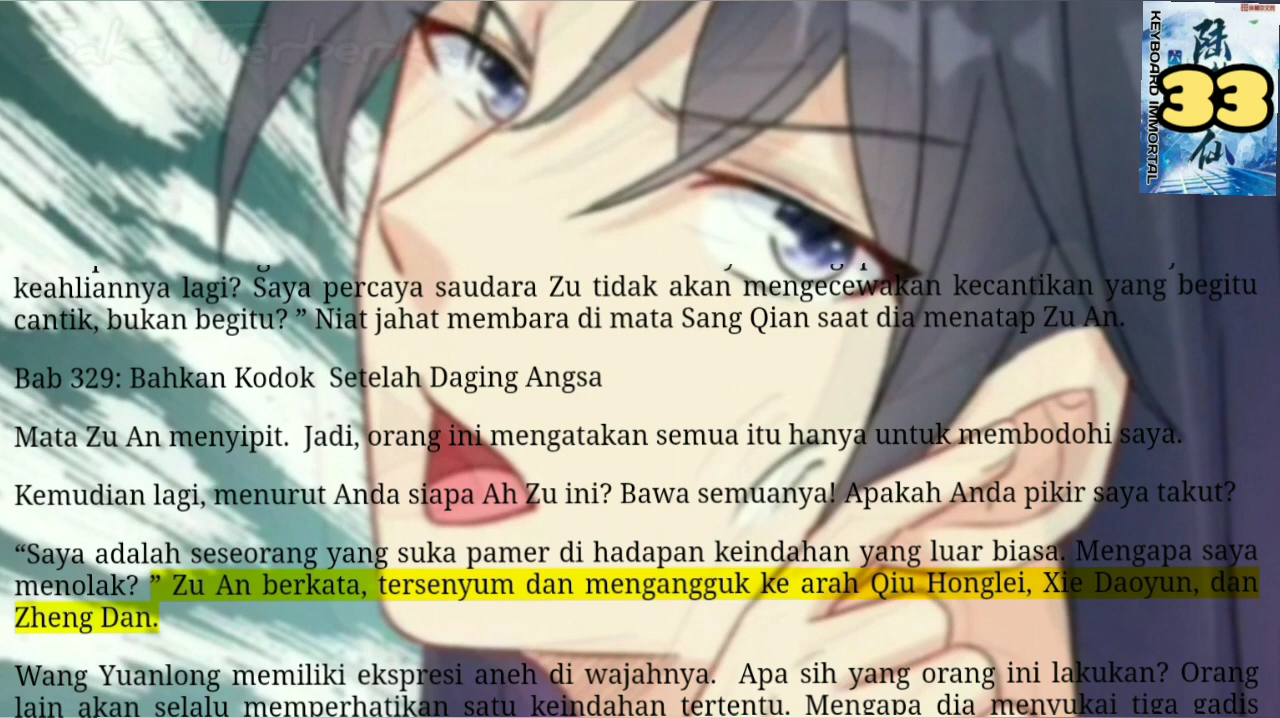 KEYBOARD IMMORTAL
33
keahliannya lagi? Saya percaya saudara Zu tidak akan mengecewakan kecantikan yang begitu
cantik, bukan begitu? ” Niat jahat membara di mata Sang Qian saat dia menatap Zu An.
Bab 329: Bahkan Kodok  Setelah Daging Angsa
Mata Zu An menyipit.  Jadi, orang ini mengatakan semua itu hanya untuk membodohi saya.
Kemudian lagi, menurut Anda siapa Ah Zu ini? Bawa semuanya! Apakah Anda pikir saya takut?
“Saya adalah seseorang yang suka pamer di hadapan keindahan yang luar biasa. Mengapa saya
menolak? ” Zu An berkata, tersenyum dan mengangguk ke arah Qiu Honglei, Xie Daoyun, dan
Zheng Dan.
Wang Yuanlong memiliki ekspresi aneh di wajahnya.  Apa sih yang orang ini lakukan? Orang
lain akan selalu memperhatikan satu keindahan tertentu. Mengapa dia menyukai tiga gadis